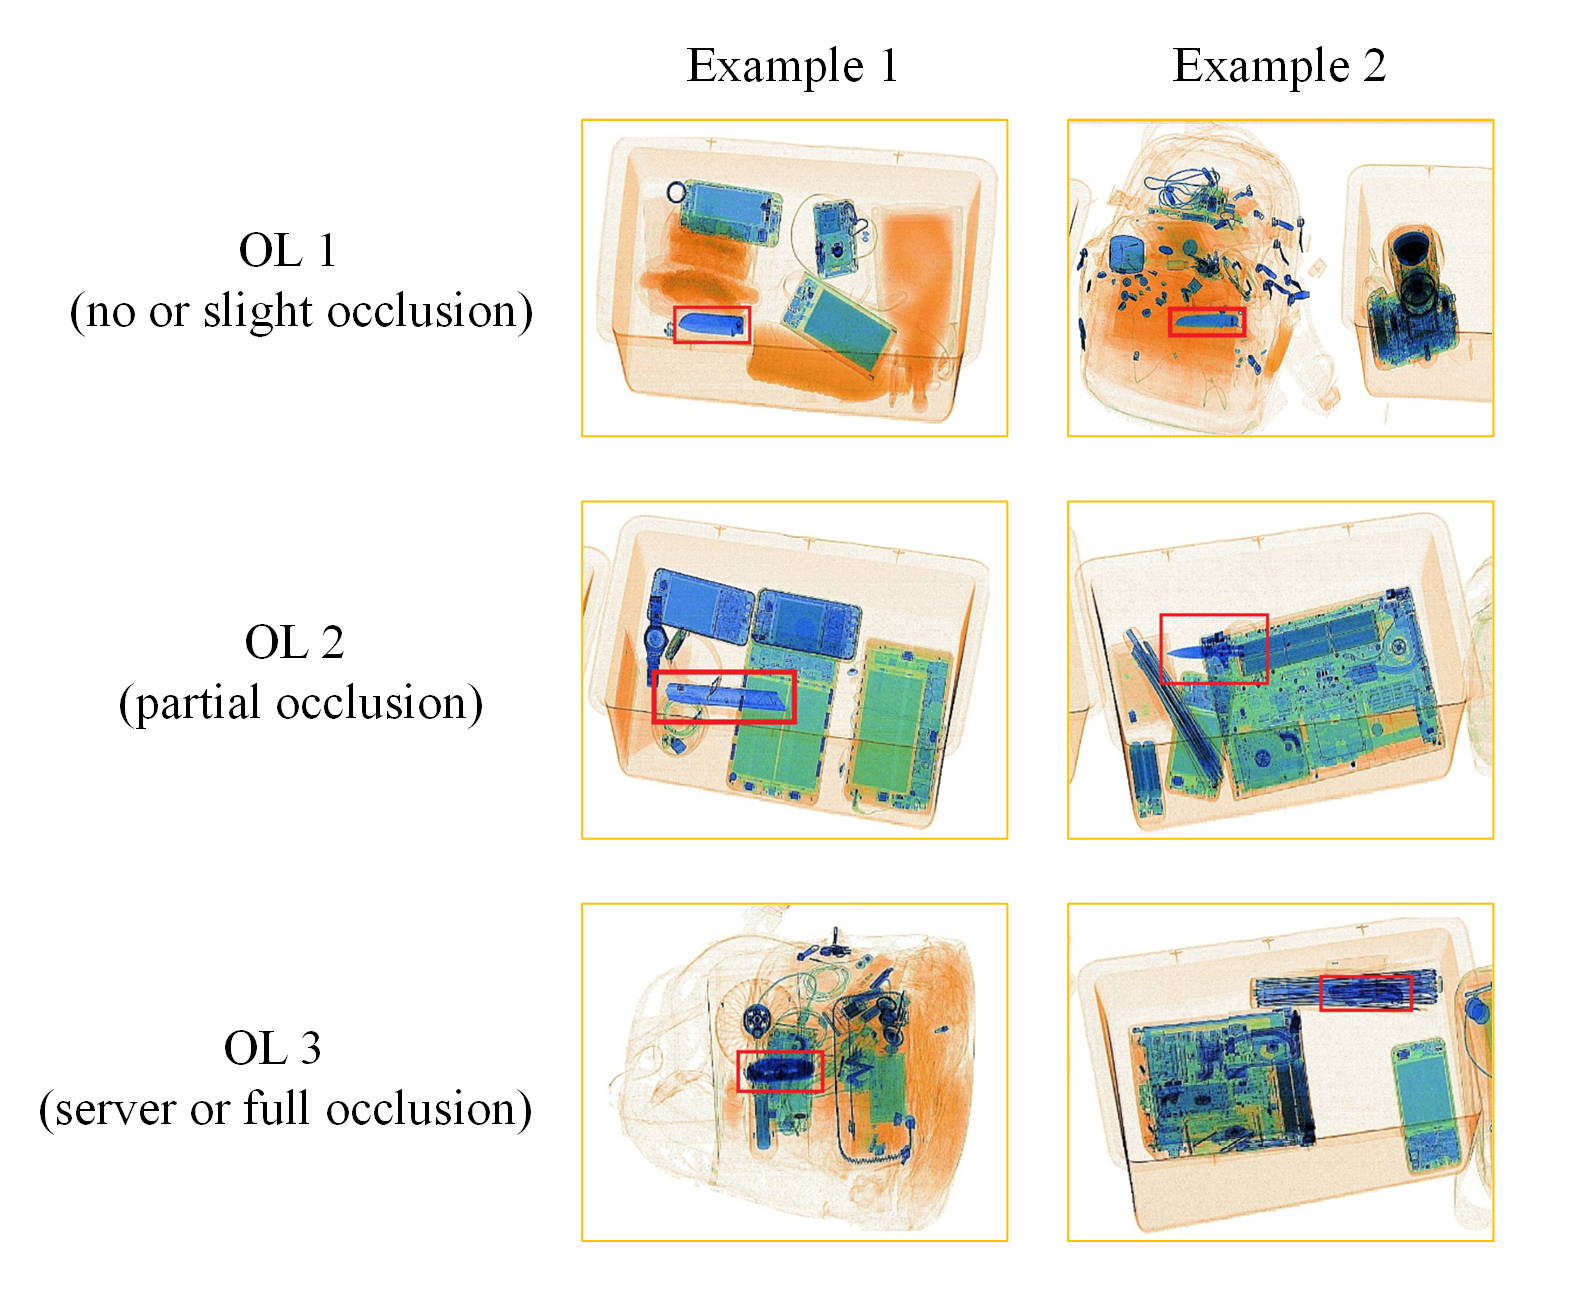 Example 1
Example 2
OL 1
(no or slight occlusion)
OL 2
(partial occlusion)
OL 3
(server or full occlusion)